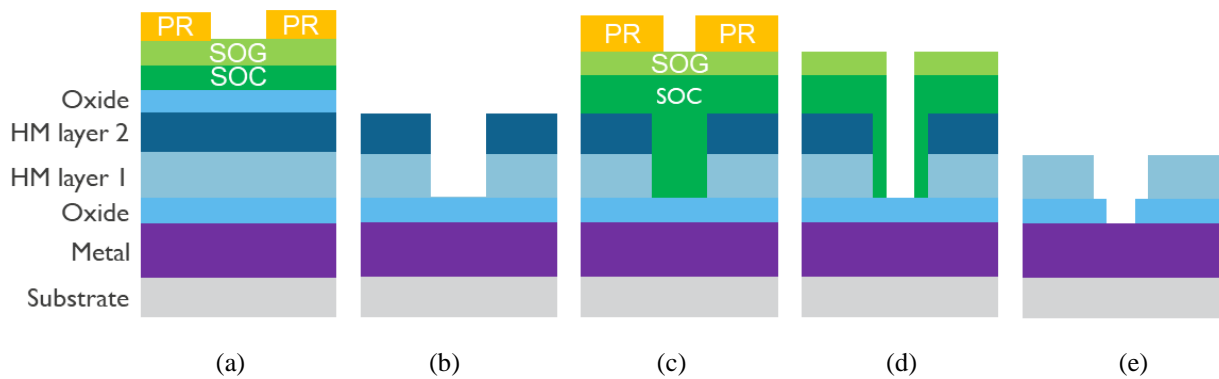 PR PR
SOG
SOC
Oxide
HM layer 2
HM layer 1
Oxide
Metal
Substrate
PR PR
SOG
SOC
(a) (b) (c) (d) (e)